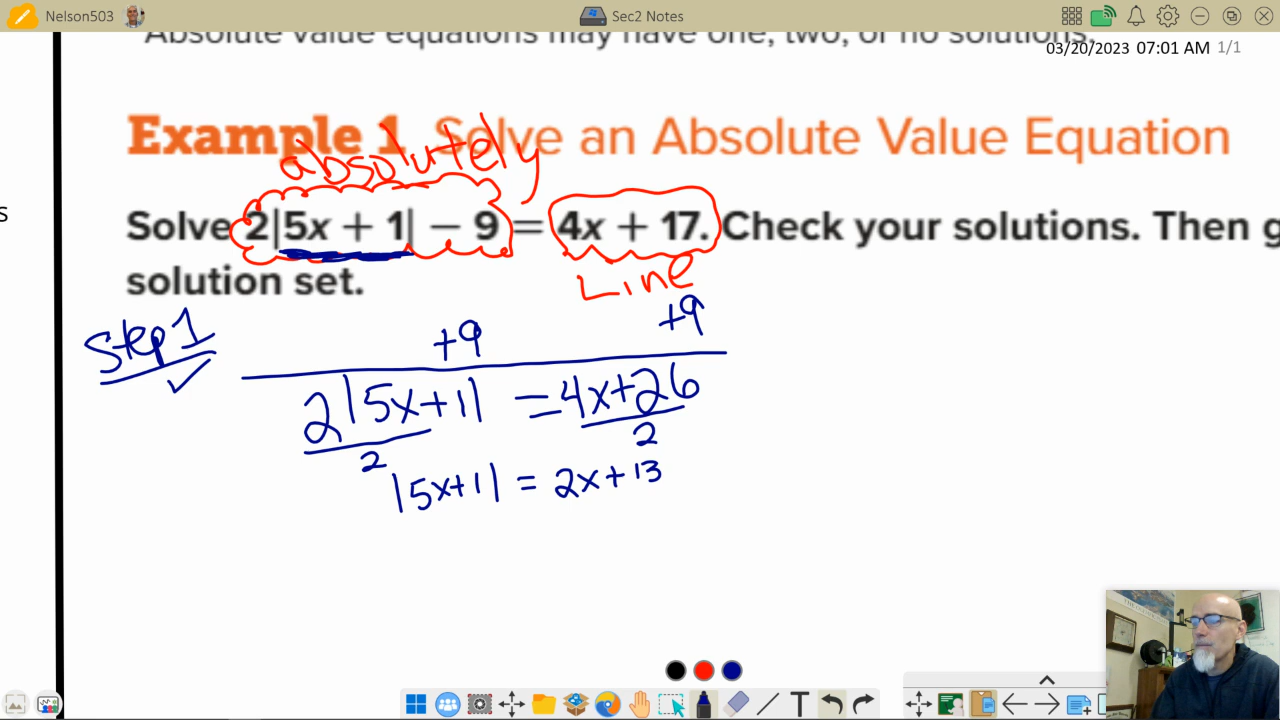 Nelson503
Sec2 Notes
Absolute value equations may have one, two, or no solutions.
03/20/2023 07:01 AM 1/1
Example 1 Solve an Absolute Value Equation
absolutely
s
Solve 2|5x + 1| − 9 = 4x + 17. Check your solutions. Then g
Line
solution set.
Step 1
+9 +9
2|5x+1| = 4x+26
2 2
|5x+1| = 2x+13
T